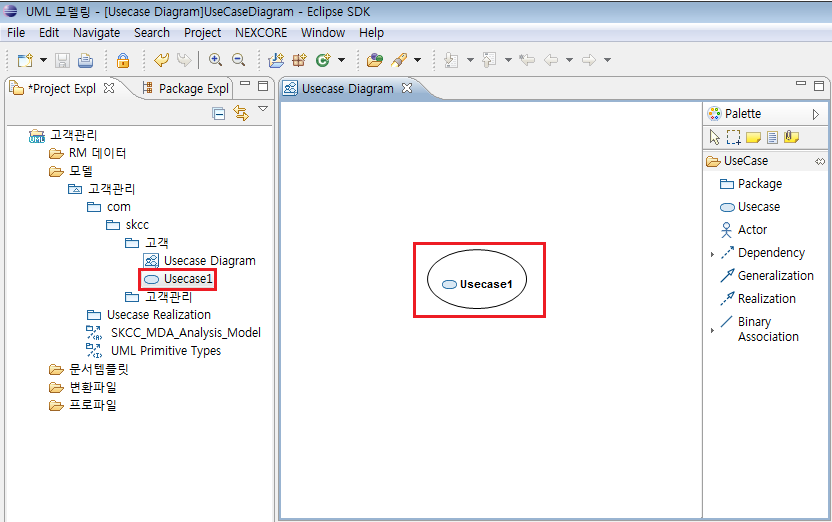 UML 모델링 - [Usecase Diagram]UseCaseDiagram - Eclipse SDK
File Edit Navigate Search Project NEXCORE Window Help
*Project Expl
Package Expl
고객관리
RM 데이터
모델
고객관리
com
skcc
고객
Usecase Diagram
Usecase1
고객관리
Usecase Realization
SKCC_MDA_Analysis_Model
UML Primitive Types
문서템플릿
변환파일
프로파일
Usecase Diagram
Usecase1
Palette
UseCase
Package
Usecase
Actor
Dependency
Generalization
Realization
Binary
Association